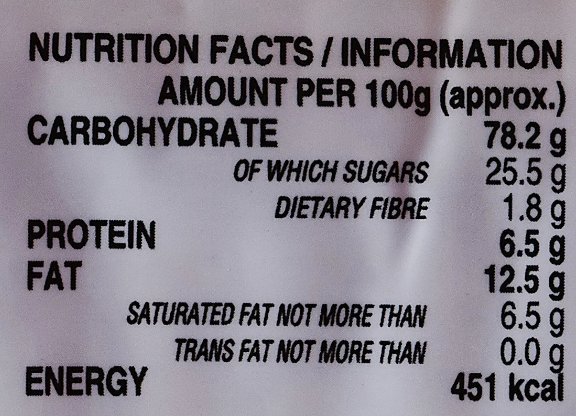 NUTRITION FACTS / INFORMATION
AMOUNT PER 100g (approx.)
CARBOHYDRATE 78.2 g
OF WHICH SUGARS 25.5 g
DIETARY FIBRE 1.8 g
PROTEIN 6.5 g
FAT 12.5 g
SATURATED FAT NOT MORE THAN 6.5 g
TRANS FAT NOT MORE THAN 0.0 g
ENERGY 451 kcal